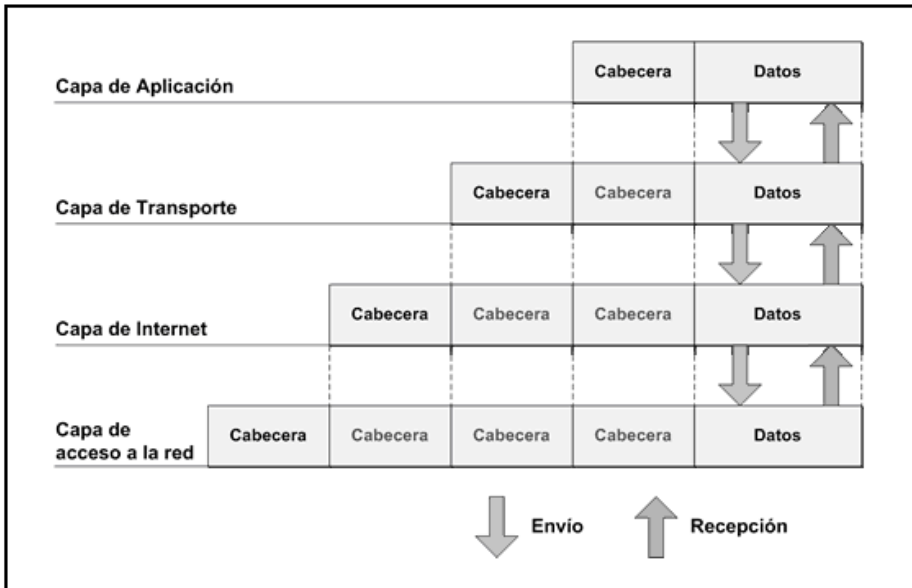 Capa de Aplicación
Cabecera Datos
Capa de Transporte
Cabecera Cabecera Datos
Capa de Internet
Cabecera Cabecera Cabecera Datos
Capa de
acceso a la red
Cabecera Cabecera Cabecera Cabecera Datos
Envío Recepción